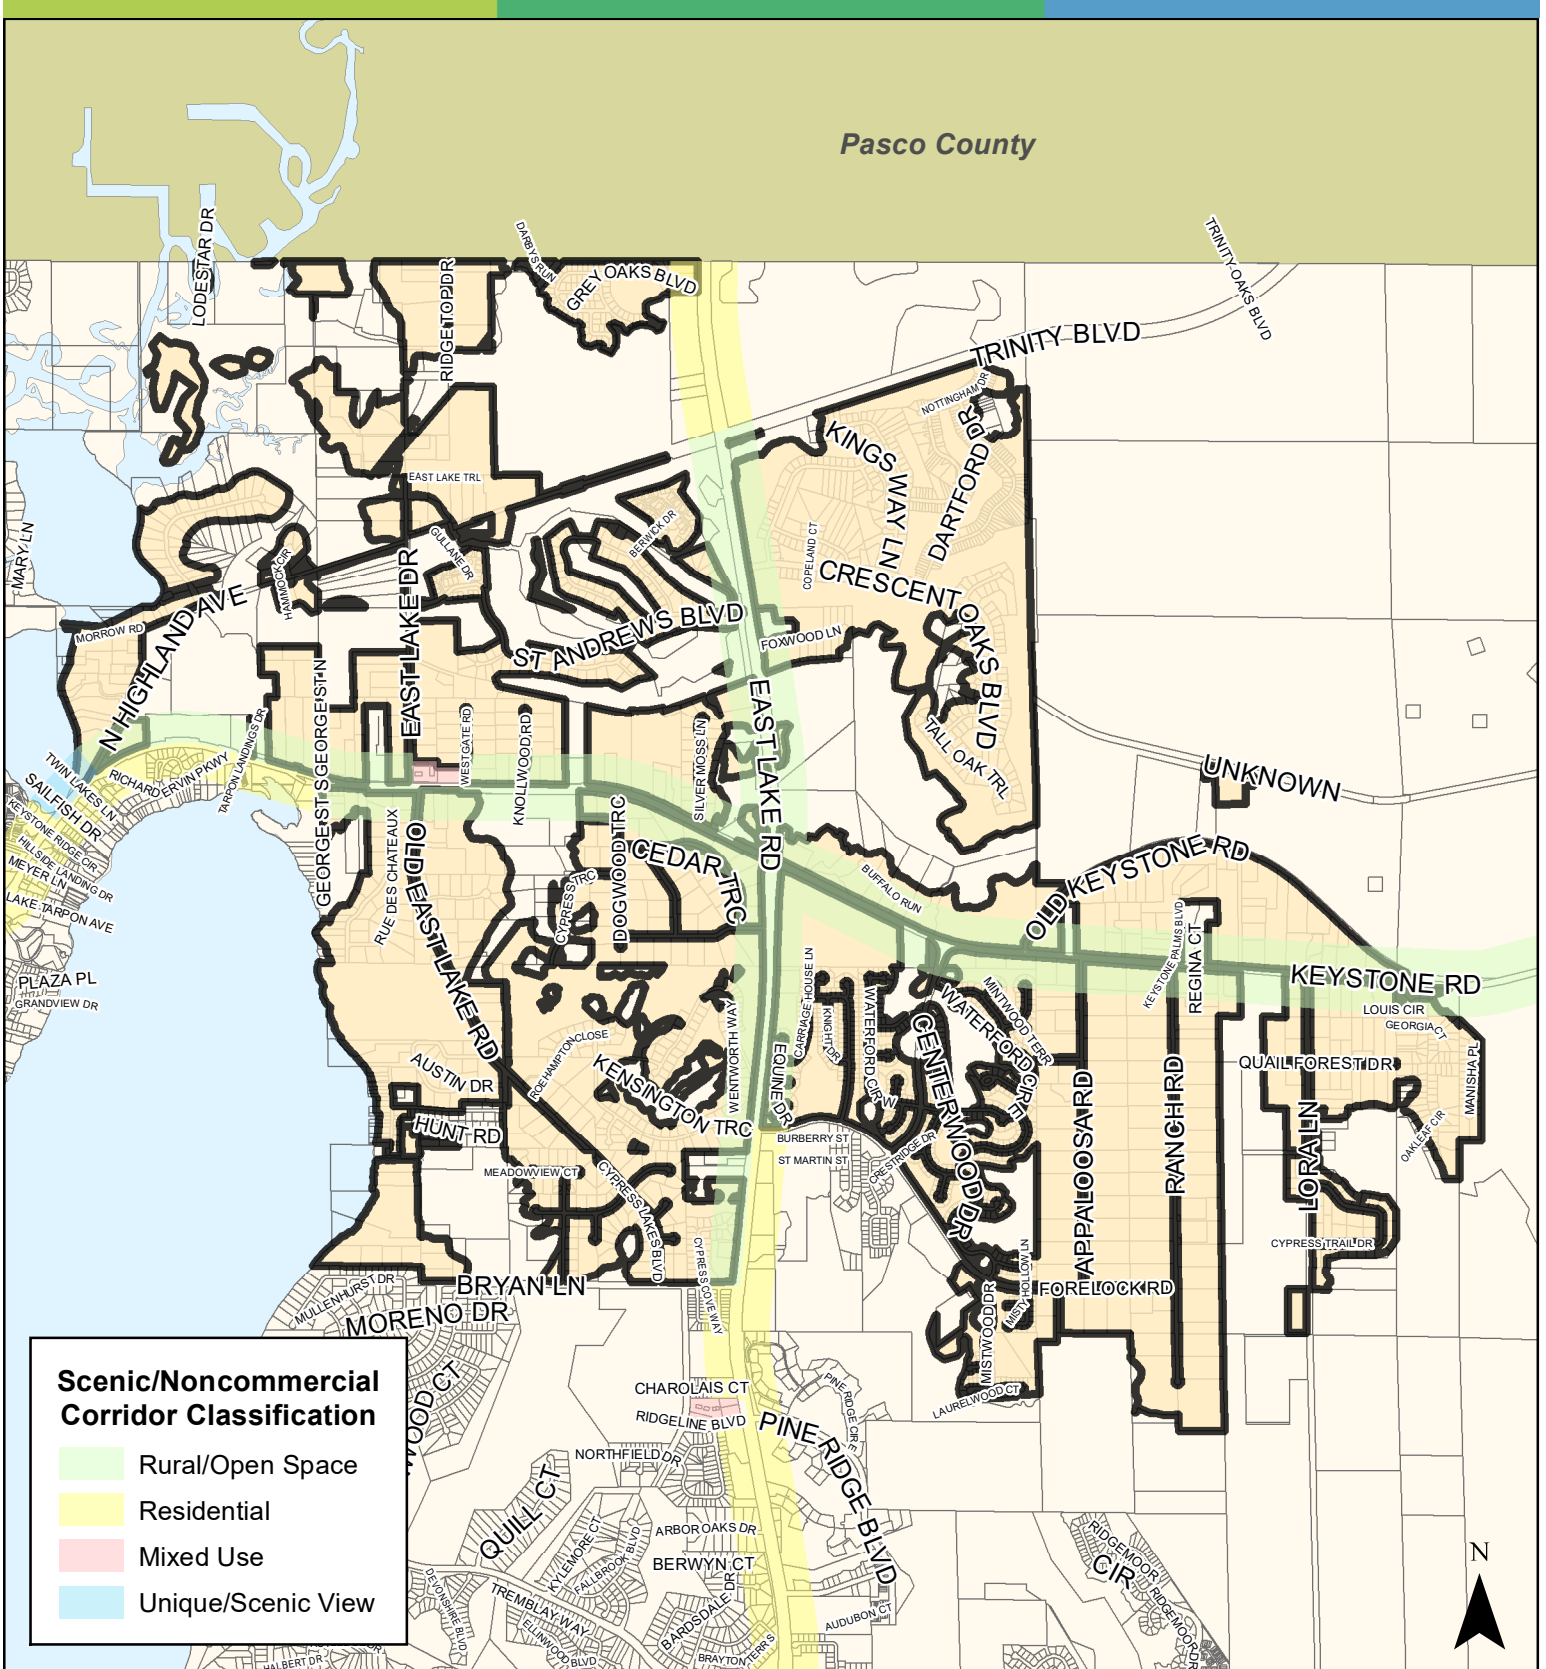 Pasco County
LODESTAR DR
DARBYS RUN
GREY OAKS BLVD
TRINITY OAKS BLVD
RIDGE TOP DR
TRINITY BLVD
NOTTINGHAM DR
KINGS WAY LN
DARTFORD DR
EAST LAKE TRL
MARY LN
GULLANE DR
BERWICK DR
COPELAND CT
HAMMOCK CIR
EAST LAKE DR
CRESCENT OAKS BLVD
N HIGHLAND AVE
MORROW RD
ST ANDREWS BLVD
FOXWOOD LN
GEORGE ST S
GEORGE ST N
EAST LAKE RD
WESTGATE RD
KNOLLWOOD RD
SILVER MOSS LN
TALL OAK TRL
TARPON LANDINGS DR
TWIN LAKES LN
RICHARD ERVIN PKWY
SAILFISH DR
UNKNOWN
KEYSTONE RIDGE CIR
HILLSIDE LANDING DR
MEYER LN
LAKE TARPON AVE
RUE DES CHATEAUX
OLD EAST LAKE RD
DOGWOOD TRC
CYPRESS TRC
CEDAR TRC
BUFFALO RUN
OLD KEYSTONE RD
KEYSTONE PALMS BLVD
REGINA CT
KEYSTONE RD
PLAZA PL
GRANDVIEW DR
CARRIAGE HOUSE LN
KNIGHT DR
WATERFORD CIR W
MINTWOOD TERR
WATERFORD CIR E
CENTERWOOD DR
LOUIS CIR
GEORGIA CT
MANISHA PL
QUAIL FOREST DR
OAKLEAF CIR
AUSTIN DR
HUNT RD
ROEHAMPTON CLOSE
KENSINGTON TRC
WENTWORTH WAY
EQUINE DR
BURBERRY ST
ST MARTIN ST
CRESTRIDGE DR
APPALOOSA RD
RANCH RD
LORA LN
MEADOWVIEW CT
CYPRESS LAKES BLVD
CYPRESS COVE WAY
CYPRESS TRAIL DR
MISTY HOLLOW LN
MISTWOOD DR
FORELOCK RD
LAURELWOOD CT
BRYAN LN
MULLENHURST DR
MORENO DR
CHAROLAIS CT
RIDGELINE BLVD
PINE RIDGE CIR E
PINE RIDGE BLVD
NORTHFIELD DR
QUILL CT
KYLEMORE CT
FALLBROOK BLVD
ARBOR OAKS DR
BERWYN CT
BARDSDALE DR
DEVONSHIRE BLVD
TREMBLAY WAY
ELLINWOOD BLVD
BRAYTON
TERR S
AUDUBON CT
RIDGEMOOR
CIR
RIDGEMOOR DR
HALBERT DR
Scenic/Noncommercial
Corridor Classification
Rural/Open Space
Residential
Mixed Use
Unique/Scenic View
N